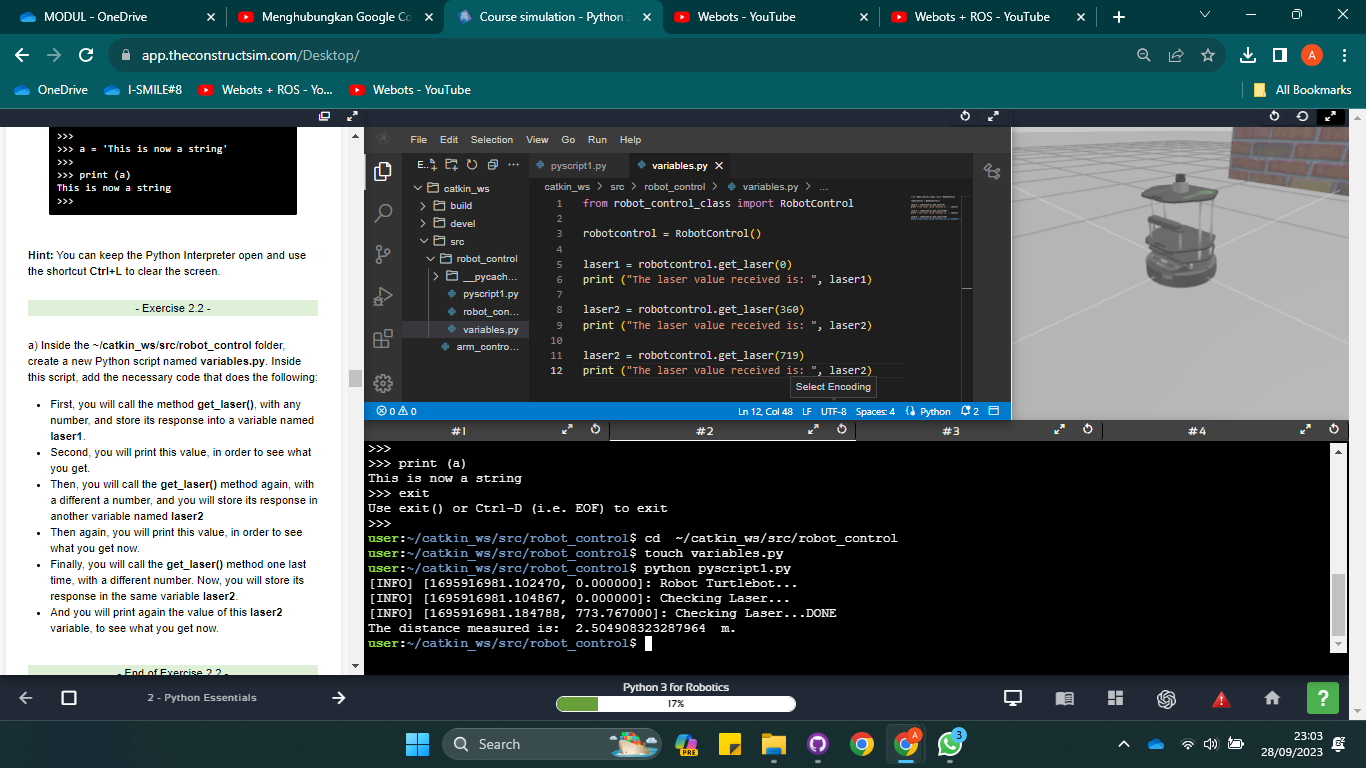 MODUL - OneDrive
Menghubungkan Google Co
Course simulation - Python 3
Webots - YouTube
Webots + ROS - YouTube
app.theconstructsim.com/Desktop/
A
OneDrive
I-SMILE#8
Webots + ROS - Yo...
Webots - YouTube
All Bookmarks
>>>
>>> a = 'This is now a string'
>>>
>>> print (a)
This is now a string
>>>
Hint: You can keep the Python Interpreter open and use
the shortcut Ctrl+L to clear the screen.
- Exercise 2.2 -
a) Inside the ~/catkin_ws/src/robot_control folder,
create a new Python script named variables.py. Inside
this script, add the necessary code that does the following:
First, you will call the method get_laser(), with any
number, and store its response into a variable named
laser1.
Second, you will print this value, in order to see what
you get.
Then, you will call the get_laser() method again, with
a different a number, and you will store its response in
another variable named laser2
Then again, you will print this value, in order to see
what you get now.
Finally, you will call the get_laser() method one last
time, with a different number. Now, you will store its
response in the same variable laser2.
And you will print again the value of this laser2
variable, to see what you get now.
- End of Exercise 2.2 -
File Edit Selection View Go Run Help
E...
catkin_ws
build
devel
src
robot_control
__pycach...
pyscript1.py
robot_con...
variables.py
arm_contro...
pyscript1.py
variables.py
catkin_ws > src > robot_control > variables.py > ...
1 from robot_control_class import RobotControl
2
3 robotcontrol = RobotControl()
4
5 laser1 = robotcontrol.get_laser(0)
6 print ("The laser value received is: ", laser1)
7
8 laser2 = robotcontrol.get_laser(360)
9 print ("The laser value received is: ", laser2)
10
11 laser2 = robotcontrol.get_laser(719)
12 print ("The laser value received is: ", laser2)
Select Encoding
0 0
Ln 12, Col 48 LF UTF-8 Spaces: 4 Python 2
#1
#2
#3
#4
>>>
>>> print (a)
This is now a string
>>> exit
Use exit() or Ctrl-D (i.e. EOF) to exit
>>>
user:~/catkin_ws/src/robot_control$ cd ~/catkin_ws/src/robot_control
user:~/catkin_ws/src/robot_control$ touch variables.py
user:~/catkin_ws/src/robot_control$ python pyscript1.py
[INFO] [1695916981.102470, 0.000000]: Robot Turtlebot...
[INFO] [1695916981.104867, 0.000000]: Checking Laser...
[INFO] [1695916981.184788, 773.767000]: Checking Laser...DONE
The distance measured is: 2.504908323287964 m.
user:~/catkin_ws/src/robot_control$
2 - Python Essentials
Python 3 for Robotics
17%
?
Search
PRE
A
3
23:03
28/09/2023